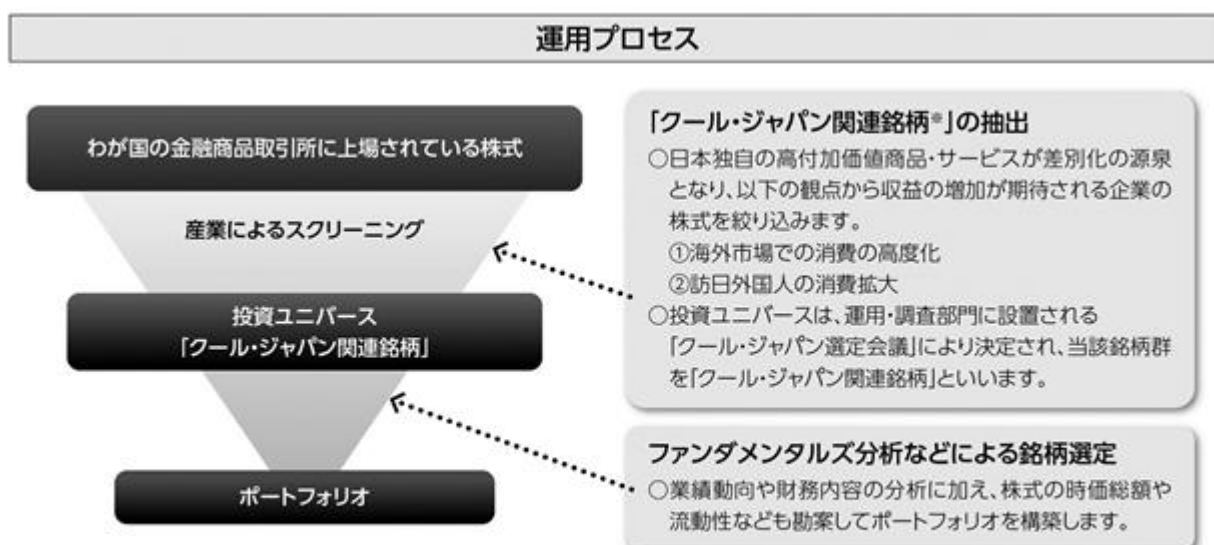 運用プロセス
わが国の金融商品取引所に上場されている株式
産業によるスクリーニング
投資ユニバース
「クール・ジャパン関連銘柄」
ポートフォリオ
「クール・ジャパン関連銘柄※」の抽出
○日本独自の高付加価値商品・サービスが差別化の源泉
となり、以下の観点から収益の増加が期待される企業の
株式を絞り込みます。
①海外市場での消費の高度化
②訪日外国人の消費拡大
○投資ユニバースは、運用・調査部門に設置される
「クール・ジャパン選定会議」により決定され、当該銘柄群
を「クール・ジャパン関連銘柄」といいます。
ファンダメンタルズ分析などによる銘柄選定
○業績動向や財務内容の分析に加え、株式の時価総額や
流動性なども勘案してポートフォリオを構築します。